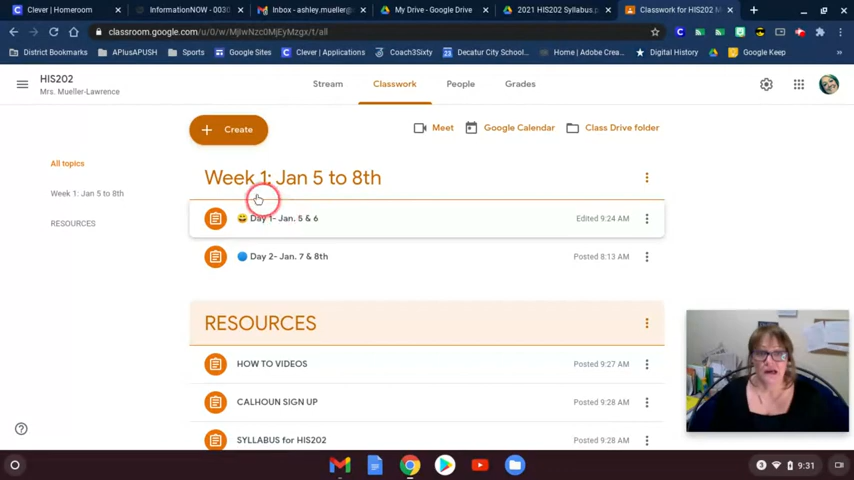 Clever | Homeroom
InformationNOW - 003
Inbox - ashley.mueller@
My Drive - Google Drive
2021 HIS202 Syllabus.p
Classwork for HIS202 M
classroom.google.com/u/0/w/MjIwNzc0MjEyMzgx/t/all
District Bookmarks
APlusAPUSH
Sports
Google Sites
Clever | Applications
Coach3Sixty
Decatur City School...
Home | Adobe Crea...
Digital History
Google Keep
HIS202
Mrs. Mueller-Lawrence
Stream
Classwork
People
Grades
Create
Meet
Google Calendar
Class Drive folder
All topics
Week 1: Jan 5 to 8th
RESOURCES
Week 1: Jan 5 to 8th
Day 1- Jan. 5 & 6
Edited 9:24 AM
Day 2- Jan. 7 & 8th
Posted 8:13 AM
RESOURCES
HOW TO VIDEOS
Posted 9:27 AM
CALHOUN SIGN UP
Posted 9:28 AM
SYLLABUS for HIS202
Posted 9:28 AM
3
9:31